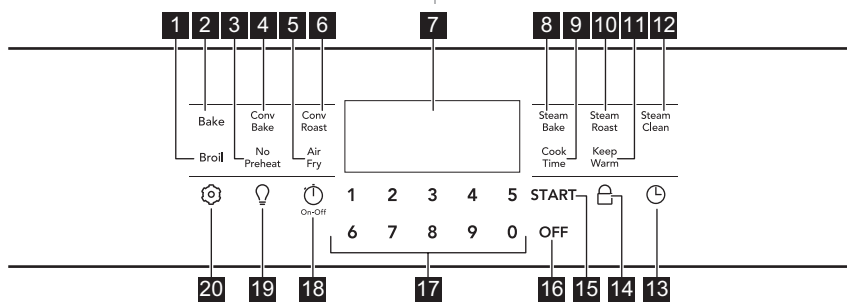 1 2 3 4 5 6 7 8 9 10 11 12
Bake Conv Bake Conv Roast Steam Bake Steam Roast Steam Clean
Broil No Preheat Air Fry Cook Time Keep Warm
On-Off 1 2 3 4 5 START
6 7 8 9 0 OFF
20 19 18 17 16 15 14 13